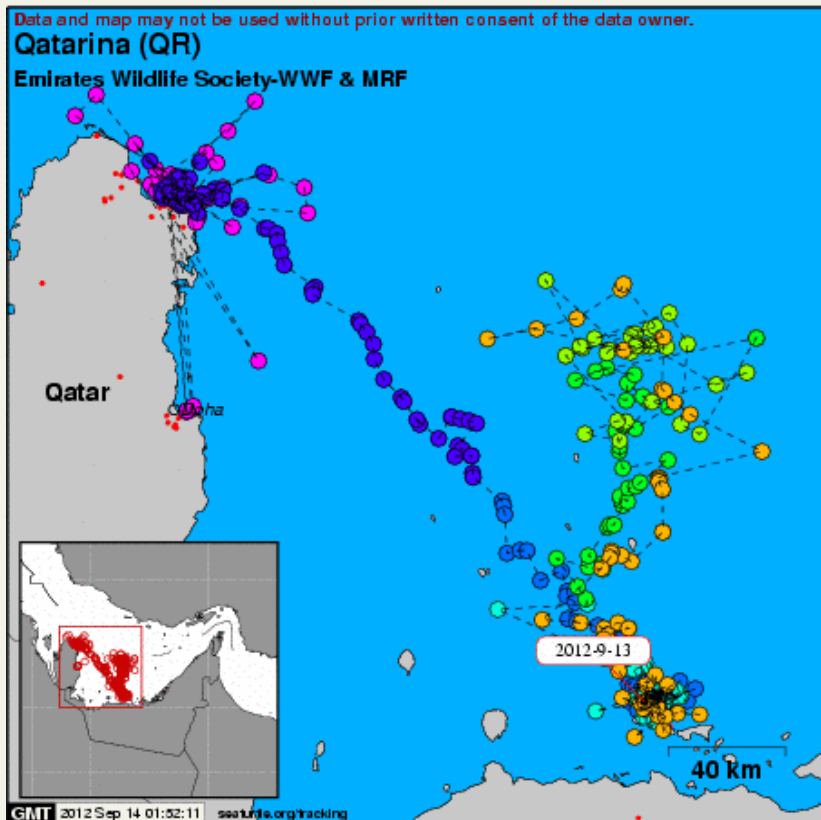 Data and map may not be used without prior written consent of the data owner.
Qatarina (QR)
Emirates Wildlife Society-WWF & MRF
Qatar
Doha
2012-9-13
40 km
GMT 2012 Sep 14 01:52:11 seaturtle.org/tracking